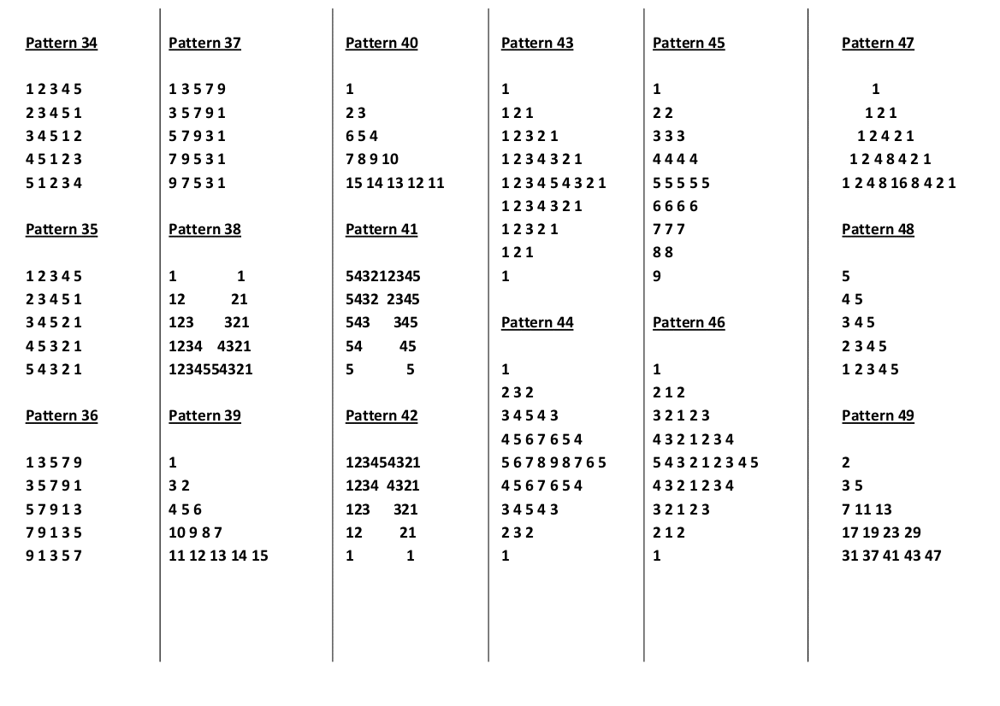 Pattern 34
1 2 3 4 5
2 3 4 5 1
3 4 5 1 2
4 5 1 2 3
5 1 2 3 4
Pattern 35
1 2 3 4 5
2 3 4 5 1
3 4 5 2 1
4 5 3 2 1
5 4 3 2 1
Pattern 36
1 3 5 7 9
3 5 7 9 1
5 7 9 1 3
7 9 1 3 5
9 1 3 5 7
Pattern 37
1 3 5 7 9
3 5 7 9 1
5 7 9 3 1
7 9 5 3 1
9 7 5 3 1
Pattern 38
1 1
12 21
123 321
1234 4321
1234554321
Pattern 39
1
3 2
4 5 6
10 9 8 7
11 12 13 14 15
Pattern 40
1
2 3
6 5 4
7 8 9 10
15 14 13 12 11
Pattern 41
543212345
5432 2345
543 345
54 45
5 5
Pattern 42
123454321
1234 4321
123 321
12 21
1 1
Pattern 43
1
1 2 1
1 2 3 2 1
1 2 3 4 3 2 1
1 2 3 4 5 4 3 2 1
1 2 3 4 3 2 1
1 2 3 2 1
1 2 1
1
Pattern 44
1
2 3 2
3 4 5 4 3
4 5 6 7 6 5 4
5 6 7 8 9 8 7 6 5
4 5 6 7 6 5 4
3 4 5 4 3
2 3 2
1
Pattern 45
1
2 2
3 3 3
4 4 4 4
5 5 5 5 5
6 6 6 6
7 7 7
8 8
9
Pattern 46
1
2 1 2
3 2 1 2 3
4 3 2 1 2 3 4
5 4 3 2 1 2 3 4 5
4 3 2 1 2 3 4
3 2 1 2 3
2 1 2
1
Pattern 47
1
1 2 1
1 2 4 2 1
1 2 4 8 4 2 1
1 2 4 8 16 8 4 2 1
Pattern 48
5
4 5
3 4 5
2 3 4 5
1 2 3 4 5
Pattern 49
2
3 5
7 11 13
17 19 23 29
31 37 41 43 47